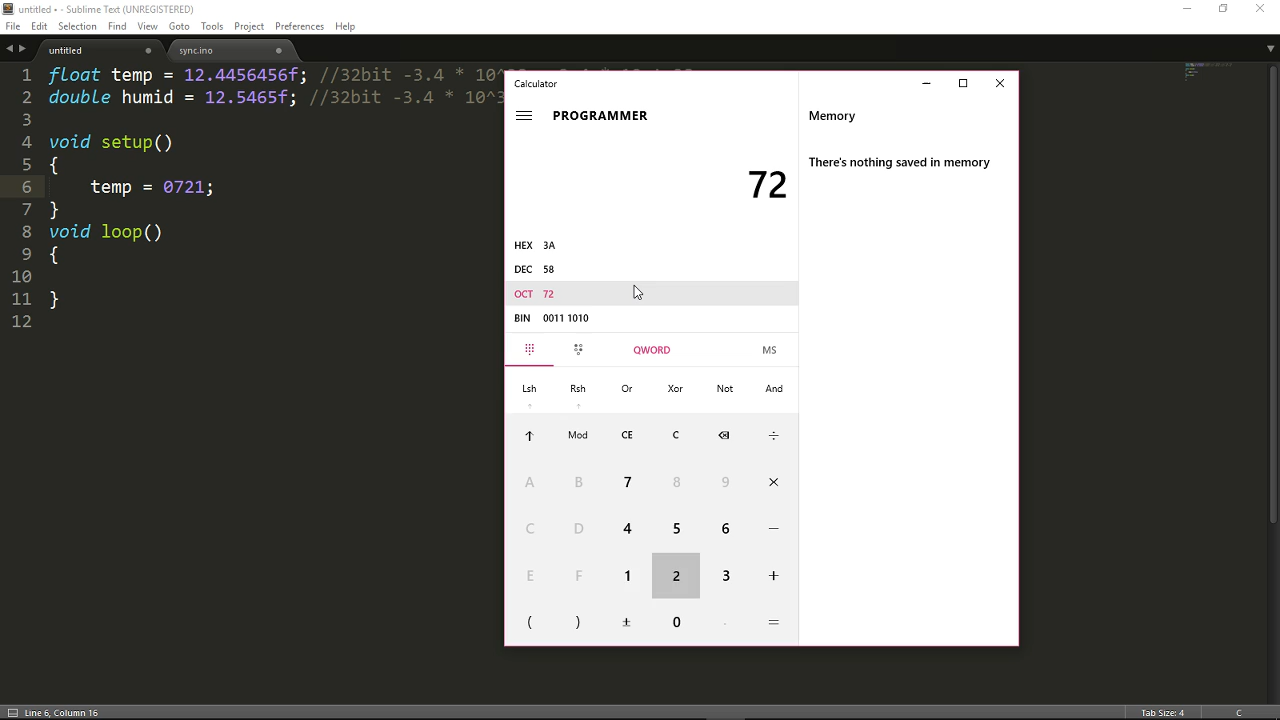 untitled • - Sublime Text (UNREGISTERED)
File Edit Selection Find View Goto Tools Project Preferences Help
untitled sync.ino
1 float temp = 12.4456456f; //32bit -3.4 * 10^
2 double humid = 12.5465f; //32bit -3.4 * 10^3
3
4 void setup()
5 {
6 temp = 0721;
7 }
8 void loop()
9 {
10
11 }
12
Calculator
PROGRAMMER
72
HEX 3A
DEC 58
OCT 72
BIN 0011 1010
QWORD MS
Lsh Rsh Or Xor Not And
↑ Mod CE C ÷
A B 7 8 9 ×
C D 4 5 6 −
E F 1 2 3 +
( ) ± 0 . =
Memory
There's nothing saved in memory
Line 6, Column 16 Tab Size: 4 C